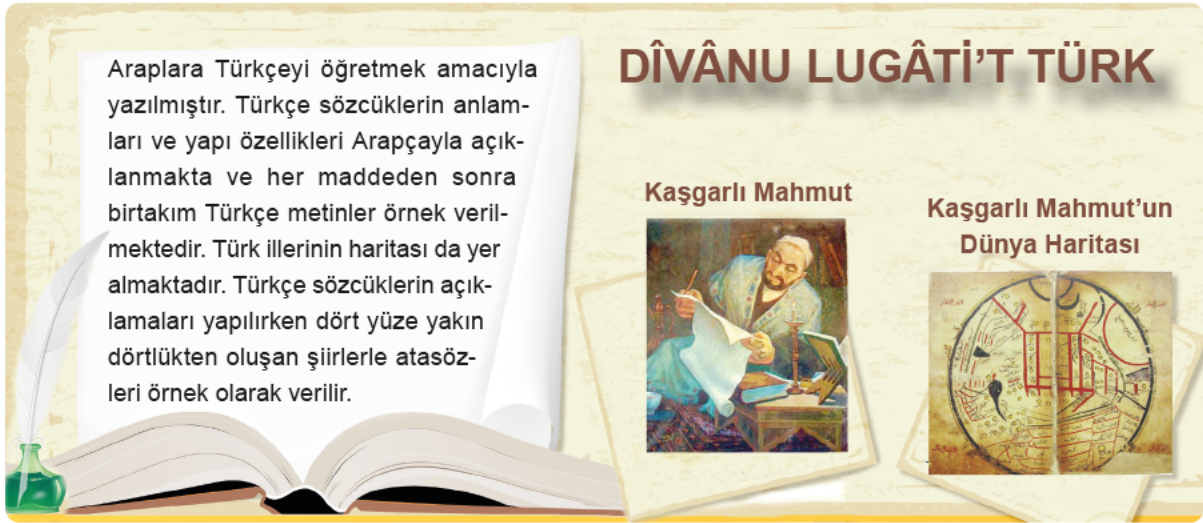 Araplara Türkçeyi öğretmek amacıyla
yazılmıştır. Türkçe sözcüklerin anlam-
ları ve yapı özellikleri Arapçayla açık-
lanmakta ve her maddeden sonra
birtakım Türkçe metinler örnek veril-
mektedir. Türk illerinin haritası da yer
almaktadır. Türkçe sözcüklerin açık-
lamaları yapılırken dört yüze yakın
dörtlükten oluşan şiirlerle atasöz-
leri örnek olarak verilir.
DÎVÂNU LUGÂTİ’T TÜRK
Kaşgarlı Mahmut
Kaşgarlı Mahmut’un
Dünya Haritası